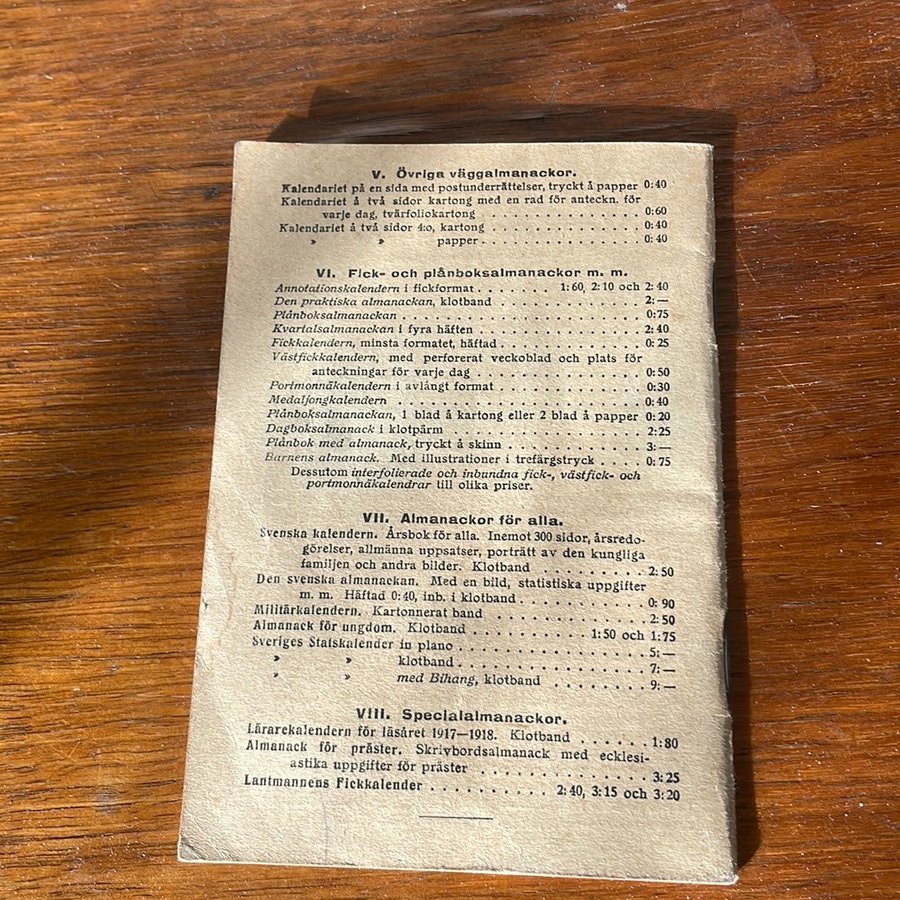 V. Övriga väggalmanackor.
Kalendariet på en sida med postunderrättelser, tryckt å papper 0:40
Kalendariet å två sidor kartong med en rad för anteckn. för
varje dag, tvärfoliokartong . . . . . . . . . . . . . . 0:60
Kalendariet å två sidor 4:o, kartong . . . . . . . . . . . . . 0:40
» » papper . . . . . . . . . . . . . 0:40
VI. Fick- och plånboksalmanackor m. m.
Annotationskalendern i fickformat . . . . . . . 1:60, 2:10 och 2:40
Den praktiska almanackan, klotband . . . . . . . . . . . . 2:—
Plånboksalmanackan . . . . . . . . . . . . . . . . . . . 0:75
Kvartalsalmanackan i fyra häften . . . . . . . . . . . . . 2:40
Fickkalendern, minsta formatet, häftad . . . . . . . . . . . 0:25
Västfickkalendern, med perforerat veckoblad och plats för
anteckningar för varje dag . . . . . . . . . . . . . . 0:50
Portmonnäkalendern i avlångt format . . . . . . . . . . . 0:30
Medaljongkalendern . . . . . . . . . . . . . . . . . . . 0:40
Plånboksalmanackan, 1 blad å kartong eller 2 blad å papper 0:20
Dagboksalmanack i klotpärm . . . . . . . . . . . . . . . 2:25
Plånbok med almanack, tryckt å skinn . . . . . . . . . . . 3:—
Barnens almanack. Med illustrationer i trefärgstryck . . . . 0:75
Dessutom interfolierade och inbundna fick-, västfick- och
portmonnäkalendrar till olika priser.
VII. Almanackor för alla.
Svenska kalendern. Årsbok för alla. Inemot 300 sidor, årsredo-
görelser, allmänna uppsatser, porträtt av den kungliga
familjen och andra bilder. Klotband . . . . . . . . . . 2:50
Den svenska almanackan. Med en bild, statistiska uppgifter
m. m. Häftad 0:40, inb. i klotband . . . . . . . . . . . 0:90
Militärkalendern. Kartonnerat band . . . . . . . . . . . . . 2:50
Almanack för ungdom. Klotband . . . . . . . . . 1:50 och 1:75
Sveriges Statskalender in plano . . . . . . . . . . . . . . . 5:—
» » klotband . . . . . . . . . . . . . . . 7:—
» » med Bihang, klotband . . . . . . . . 9:—
VIII. Specialalmanackor.
Lärarekalendern för läsåret 1917—1918. Klotband . . . . . . 1:80
Almanack för präster. Skrivbordsalmanack med ecklesi-
astika uppgifter för präster . . . . . . . . . . . . . . 3:25
Lantmannens Fickkalender . . . . . . . . . . 2:40, 3:15 och 3:20